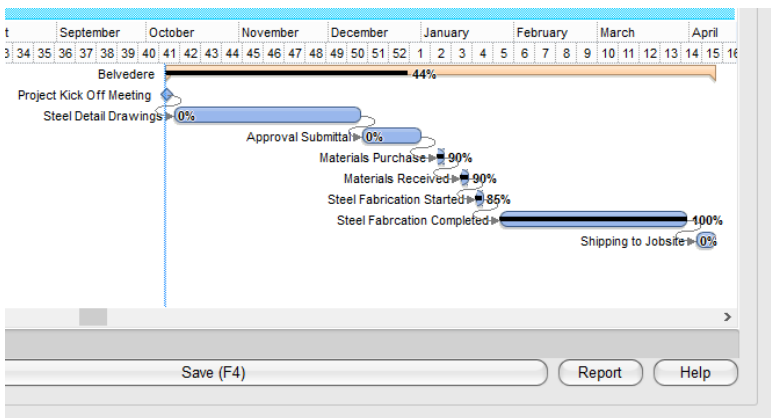 t September October November December January February March April
3 34 35 36 37 38 39 40 41 42 43 44 45 46 47 48 49 50 51 52 1 2 3 4 5 6 7 8 9 10 11 12 13 14 15 16
Belvedere 44%
Project Kick Off Meeting
Steel Detail Drawings 0%
Approval Submittal 0%
Materials Purchase 90%
Materials Received 90%
Steel Fabrication Started 85%
Steel Fabrcation Completed 100%
Shipping to Jobsite 0%
Save (F4) Report Help